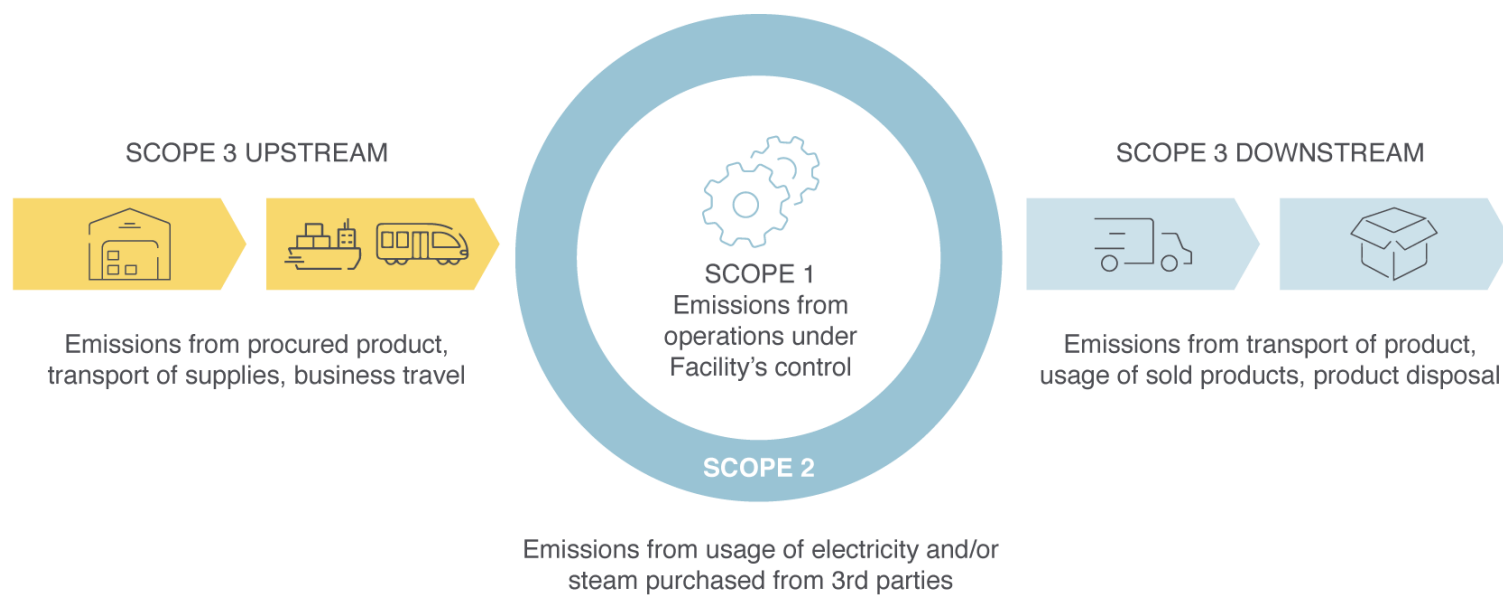 SCOPE 3 UPSTREAM
Emissions from procured product,
transport of supplies, business travel
SCOPE 1
Emissions from
operations under
Facility's control
SCOPE 2
Emissions from usage of electricity and/or
steam purchased from 3rd parties
SCOPE 3 DOWNSTREAM
Emissions from transport of product,
usage of sold products, product disposal